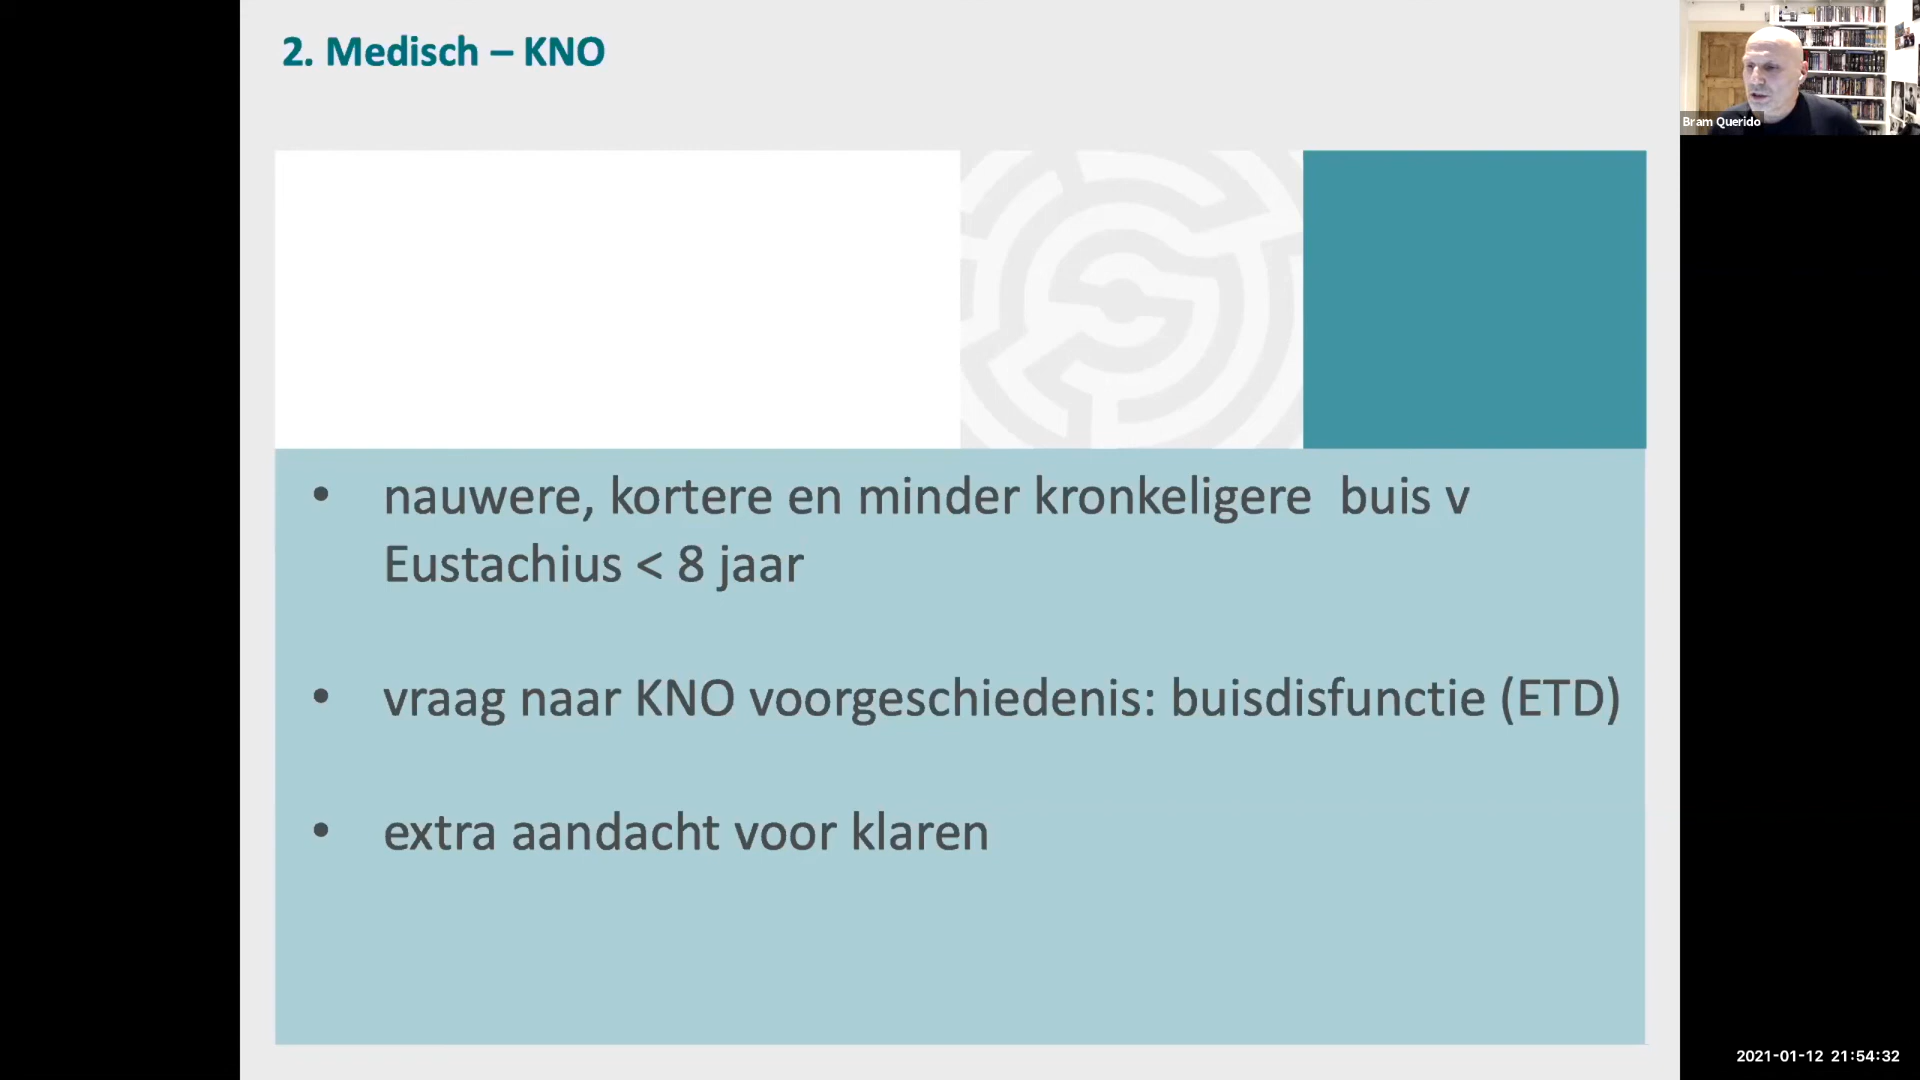 2. Medisch – KNO
Bram Querido
• nauwere, kortere en minder kronkeligere buis v
Eustachius < 8 jaar
• vraag naar KNO voorgeschiedenis: buisdisfunctie (ETD)
• extra aandacht voor klaren
2021-01-12 21:54:32